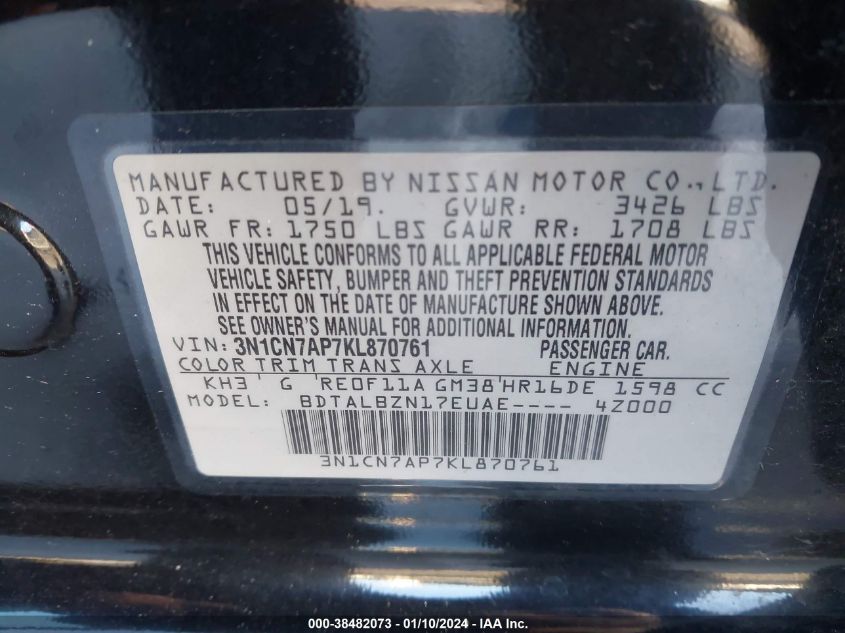 MANUFACTURED BY NISSAN MOTOR CO., LTD.
DATE: 05/19. GVWR: 3426 LBS
GAWR FR: 1750 LBS GAWR RR: 1708 LBS
THIS VEHICLE CONFORMS TO ALL APPLICABLE FEDERAL MOTOR
VEHICLE SAFETY, BUMPER AND THEFT PREVENTION STANDARDS
IN EFFECT ON THE DATE OF MANUFACTURE SHOWN ABOVE.
SEE OWNER'S MANUAL FOR ADDITIONAL INFORMATION.
VIN: 3N1CN7AP7KL870761 PASSENGER CAR.
COLOR TRIM TRANS AXLE ENGINE
KH3 G RE0F11A GM38 HR16DE 1598 CC
MODEL: BDTALBZN17EUAE---- 4Z000
3N1CN7AP7KL870761
000-38482073 - 01/10/2024 - IAA Inc.